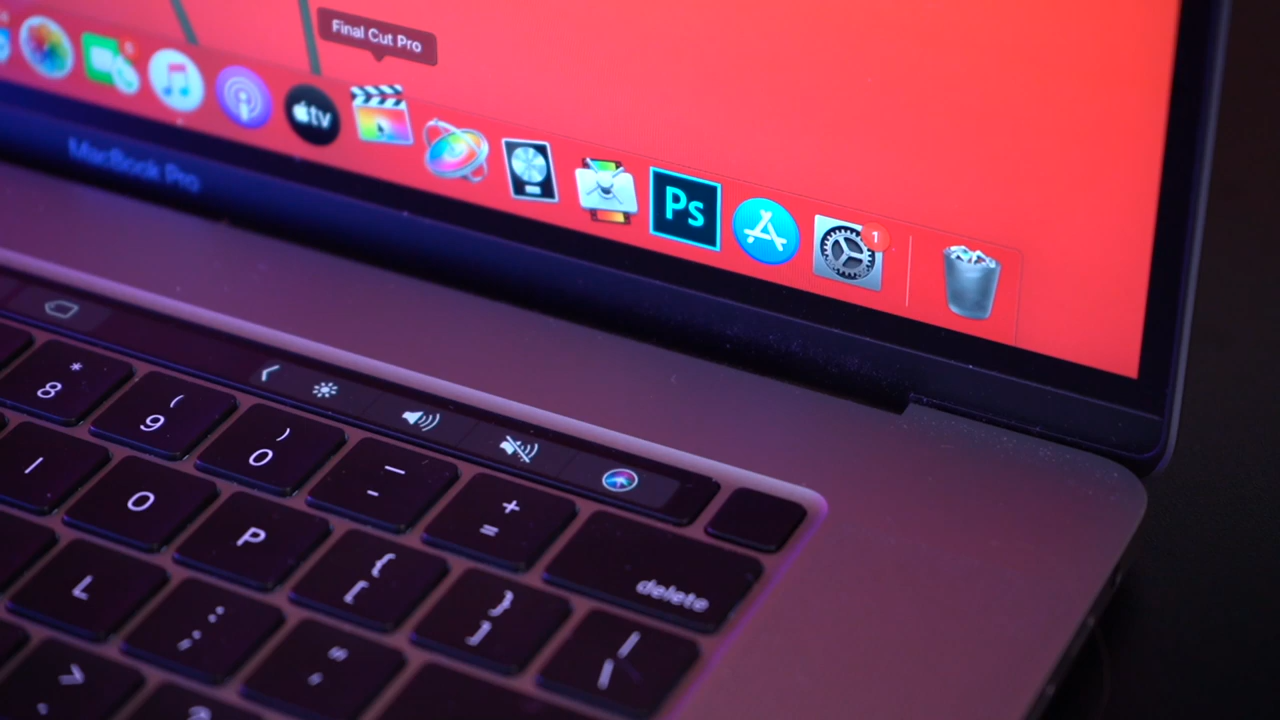 Final Cut Pro
tv
Ps
1
MacBook Pro
* 8
( 9
) 0
_ -
+ =
I
O
P
{ [
} ]
delete
L
: ;
" '
| \
>
?